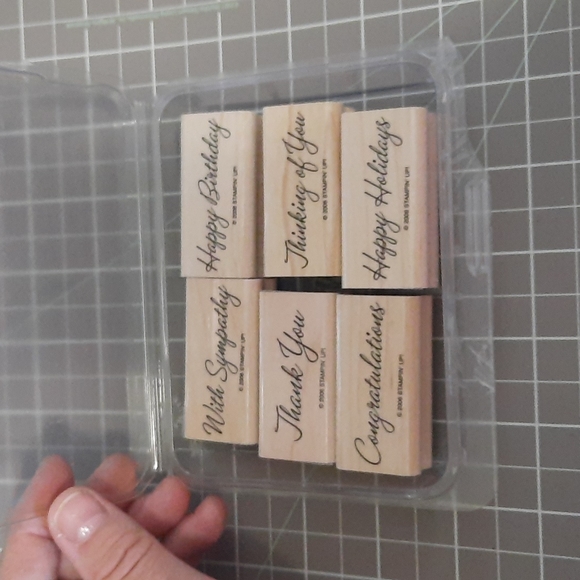 Happy Birthday
© 2006 STAMPIN' UP!
Thinking of You
© 2006 STAMPIN' UP!
Happy Holidays
© 2006 STAMPIN' UP!
With Sympathy
© 2006 STAMPIN' UP!
Thank You
© 2006 STAMPIN' UP!
Congratulations
© 2006 STAMPIN' UP!